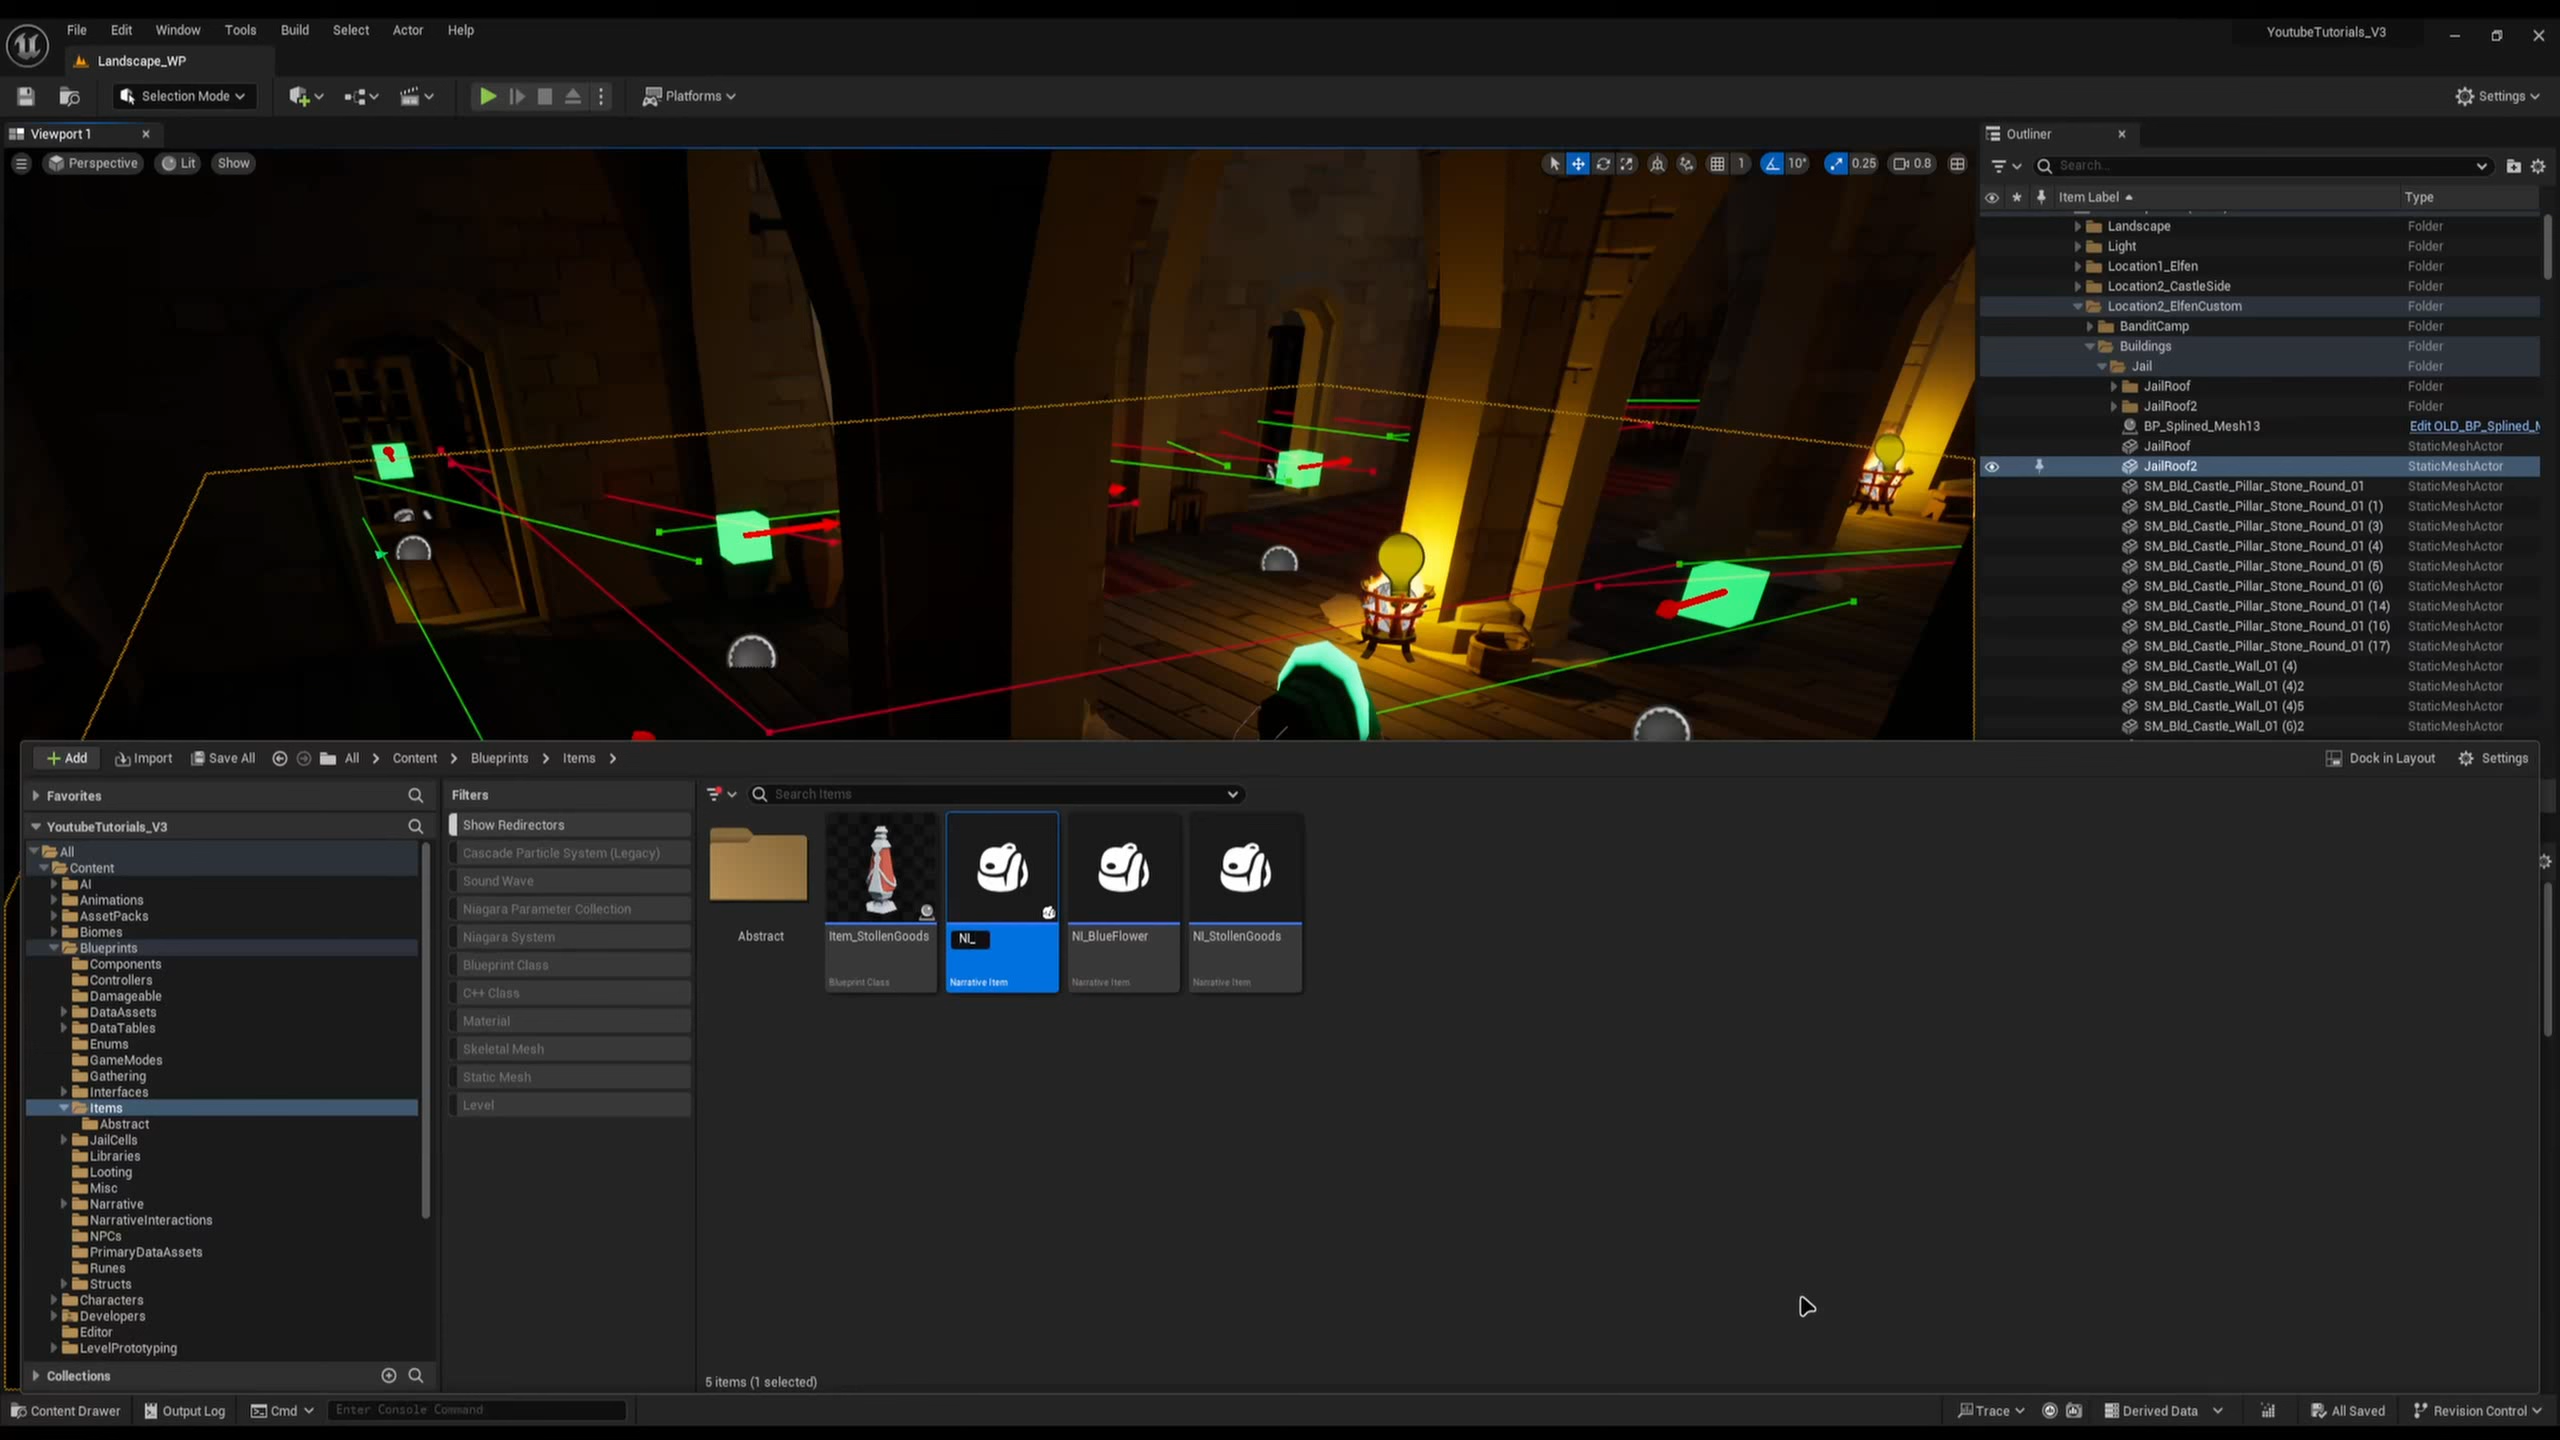 File Edit Window Tools Build Select Actor Help
YoutubeTutorials_V3
Landscape_WP
Selection Mode
Platforms
Settings
Viewport 1
Outliner
Perspective Lit Show
1 10° 0.25 0.8
Search...
Item Label Type
Landscape Folder
Light Folder
Location1_Elfen Folder
Location2_CastleSide Folder
Location2_ElfenCustom Folder
BanditCamp Folder
Buildings Folder
Jail Folder
JailRoof Folder
JailRoof2 Folder
BP_Splined_Mesh13 Edit OLD_BP_Splined_M
JailRoof StaticMeshActor
JailRoof2 StaticMeshActor
SM_Bld_Castle_Pillar_Stone_Round_01 StaticMeshActor
SM_Bld_Castle_Pillar_Stone_Round_01 (1) StaticMeshActor
SM_Bld_Castle_Pillar_Stone_Round_01 (3) StaticMeshActor
SM_Bld_Castle_Pillar_Stone_Round_01 (4) StaticMeshActor
SM_Bld_Castle_Pillar_Stone_Round_01 (5) StaticMeshActor
SM_Bld_Castle_Pillar_Stone_Round_01 (6) StaticMeshActor
SM_Bld_Castle_Pillar_Stone_Round_01 (14) StaticMeshActor
SM_Bld_Castle_Pillar_Stone_Round_01 (16) StaticMeshActor
SM_Bld_Castle_Pillar_Stone_Round_01 (17) StaticMeshActor
SM_Bld_Castle_Wall_01 (4) StaticMeshActor
SM_Bld_Castle_Wall_01 (4)2 StaticMeshActor
SM_Bld_Castle_Wall_01 (4)5 StaticMeshActor
SM_Bld_Castle_Wall_01 (6)2 StaticMeshActor
Add Import Save All All Content Blueprints Items
Dock in Layout Settings
Favorites
YoutubeTutorials_V3
All
Content
AI
Animations
AssetPacks
Biomes
Blueprints
Components
Controllers
Damageable
DataAssets
DataTables
Enums
GameModes
Gathering
Interfaces
Items
Abstract
JailCells
Libraries
Looting
Misc
Narrative
NarrativeInteractions
NPCs
PrimaryDataAssets
Runes
Structs
Characters
Developers
Editor
LevelPrototyping
Collections
Filters
Show Redirectors
Cascade Particle System (Legacy)
Sound Wave
Niagara Parameter Collection
Niagara System
Blueprint Class
C++ Class
Material
Skeletal Mesh
Static Mesh
Level
Search Items
Abstract
Item_StollenGoods
Blueprint Class
NI_
Narrative Item
NI_BlueFlower
Narrative Item
NI_StollenGoods
Narrative Item
5 items (1 selected)
Content Drawer Output Log Cmd Enter Console Command
Trace Derived Data All Saved Revision Control